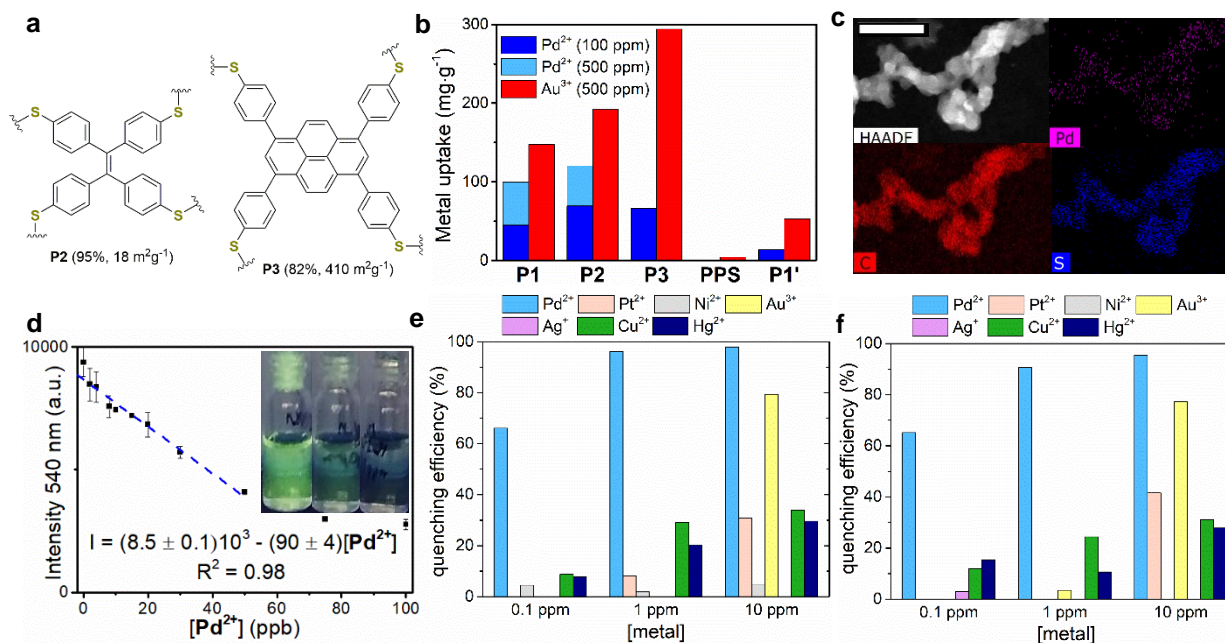 a
S
S
S
S
P2 (95%, 18 m²g⁻¹)
S
S
S
S
P3 (82%, 410 m²g⁻¹)
b
Metal uptake (mg·g⁻¹)
300
200
100
0
Pd²⁺ (100 ppm)
Pd²⁺ (500 ppm)
Au³⁺ (500 ppm)
P1 P2 P3 PPS P1'
c
HAADF
Pd
C
S
d
Intensity 540 nm (a.u.)
10000
0
I = (8.5 ± 0.1)10³ - (90 ± 4)[Pd²⁺]
R² = 0.98
0 20 40 60 80 100
[Pd²⁺] (ppb)
e
Pd²⁺ Pt²⁺ Ni²⁺ Au³⁺
Ag⁺ Cu²⁺ Hg²⁺
quenching efficiency (%)
100
80
60
40
20
0
0.1 ppm 1 ppm 10 ppm
[metal]
f
Pd²⁺ Pt²⁺ Ni²⁺ Au³⁺
Ag⁺ Cu²⁺ Hg²⁺
quenching efficiency (%)
100
80
60
40
20
0
0.1 ppm 1 ppm 10 ppm
[metal]